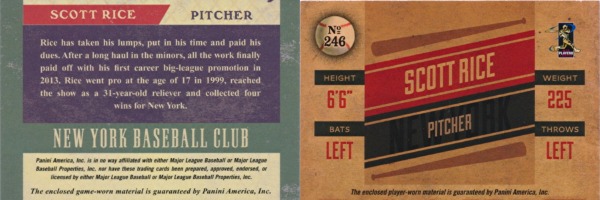 SCOTT RICE PITCHER
Rice has taken his lumps, put in his time and paid his
dues. After a long haul in the minors, all the work finally
paid off with his first career big-league promotion in
2013. Rice went pro at the age of 17 in 1999, reached
the show as a 31-year-old reliever and collected four
wins for New York.
NEW YORK BASEBALL CLUB
Panini America, Inc. is in no way affiliated with either Major League Baseball or Major League
Baseball Properties, Inc. nor have these trading cards been prepared, approved, endorsed, or
licensed by either Major League Baseball or Major League Baseball Properties, Inc.
The enclosed game-worn material is guaranteed by Panini America, Inc.
Nº
246
PLAYERS
HEIGHT
6'6"
BATS
LEFT
SCOTT RICE
NEW YORK
PITCHER
WEIGHT
225
THROWS
LEFT
The enclosed player-worn material is guaranteed by Panini America, Inc.